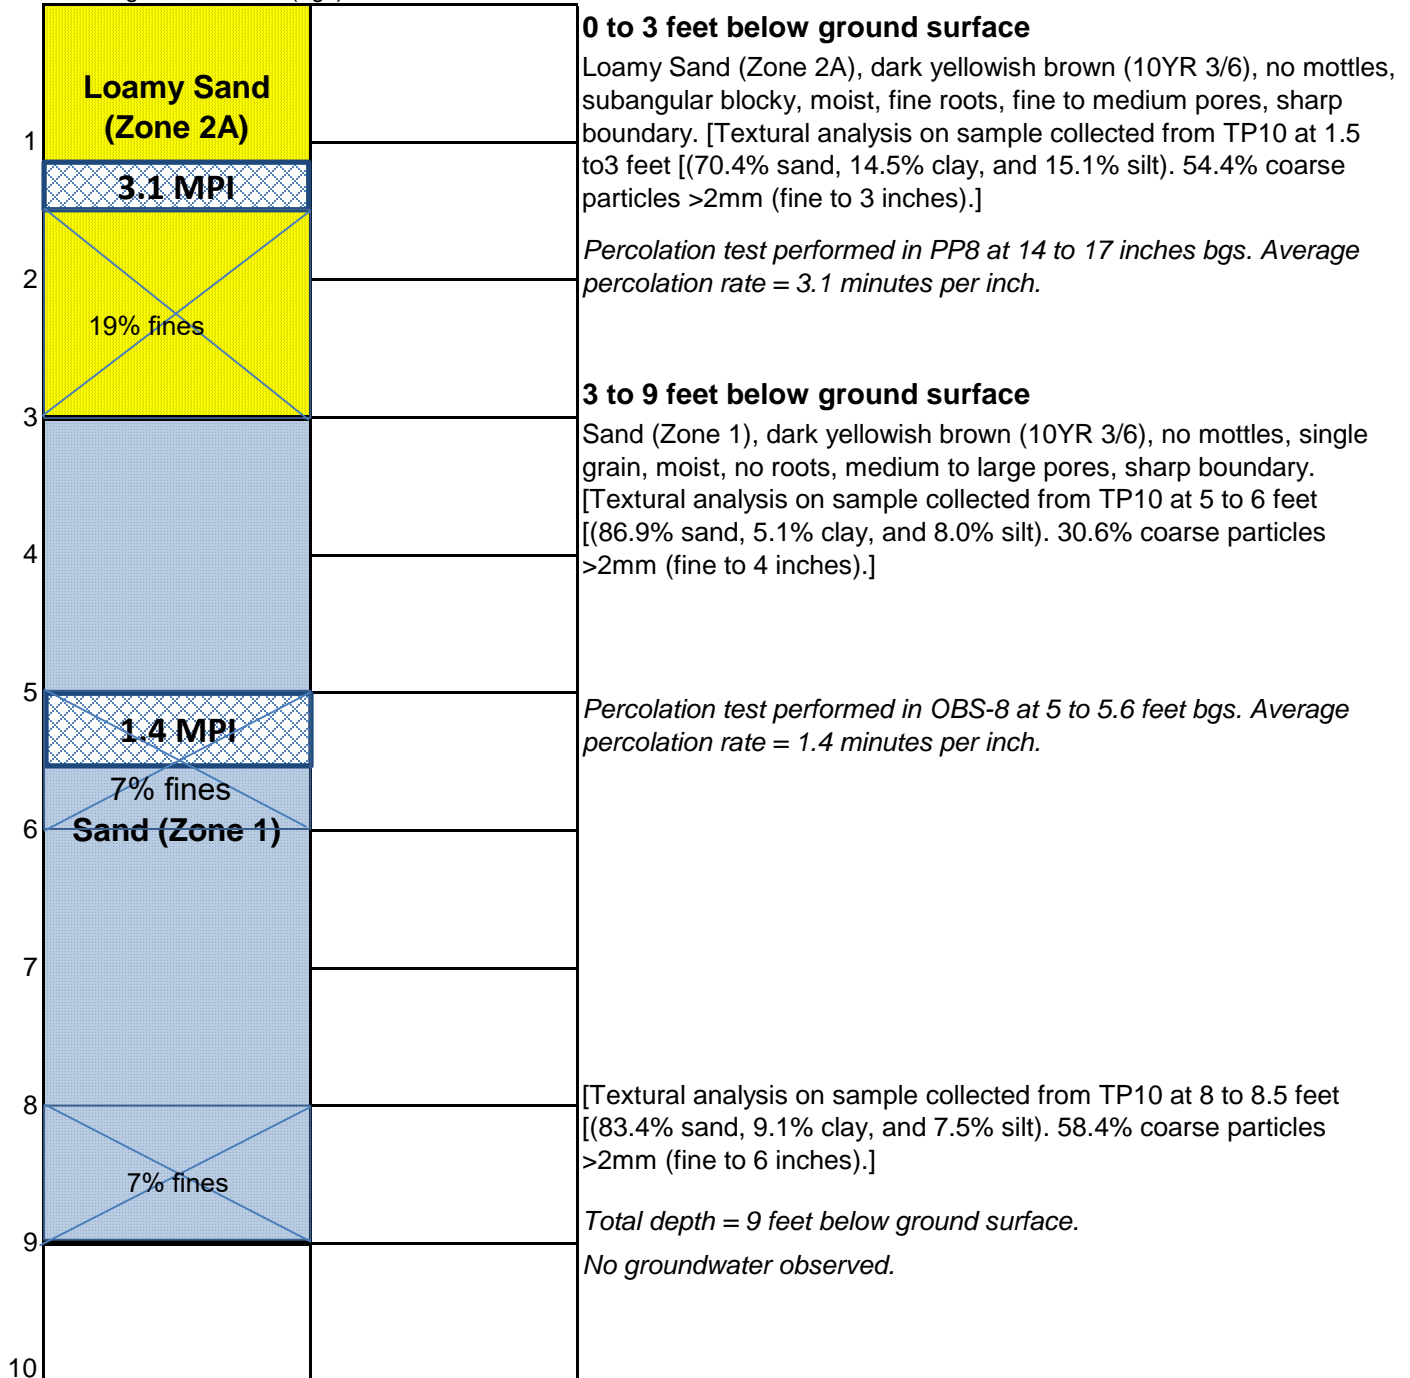 0 to 3 feet below ground surface
Loamy Sand (Zone 2A), dark yellowish brown (10YR 3/6), no mottles,
subangular blocky, moist, fine roots, fine to medium pores, sharp
boundary. [Textural analysis on sample collected from TP10 at 1.5
to3 feet [(70.4% sand, 14.5% clay, and 15.1% silt). 54.4% coarse
particles >2mm (fine to 3 inches).]
Percolation test performed in PP8 at 14 to 17 inches bgs. Average
percolation rate = 3.1 minutes per inch.
Loamy Sand
(Zone 2A)
1
3.1 MPI
2
19% fines
3
3 to 9 feet below ground surface
Sand (Zone 1), dark yellowish brown (10YR 3/6), no mottles, single
grain, moist, no roots, medium to large pores, sharp boundary.
[Textural analysis on sample collected from TP10 at 5 to 6 feet
[(86.9% sand, 5.1% clay, and 8.0% silt). 30.6% coarse particles
>2mm (fine to 4 inches).]
4
5
1.4 MPI
Percolation test performed in OBS-8 at 5 to 5.6 feet bgs. Average
percolation rate = 1.4 minutes per inch.
7% fines
6
Sand (Zone 1)
7
8
[Textural analysis on sample collected from TP10 at 8 to 8.5 feet
[(83.4% sand, 9.1% clay, and 7.5% silt). 58.4% coarse particles
>2mm (fine to 6 inches).]
7% fines
Total depth = 9 feet below ground surface.
9
No groundwater observed.
10